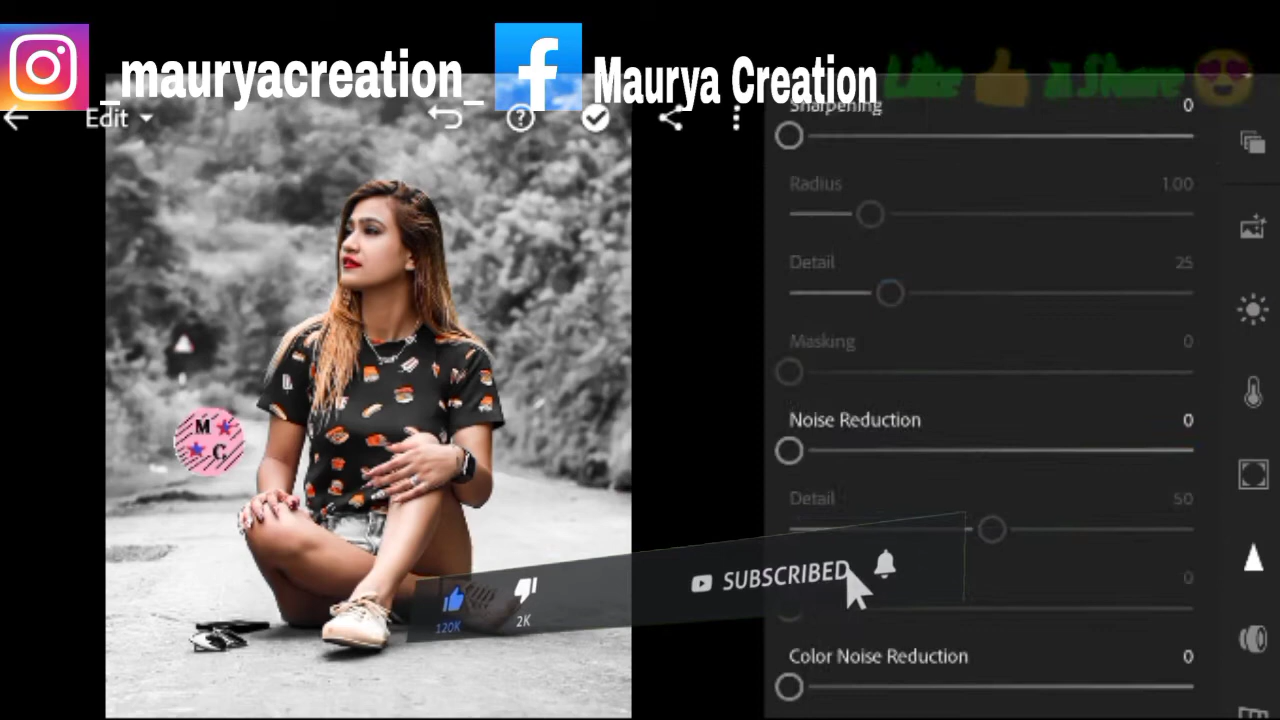 _mauryacreation_
Maurya Creation
Like 👍 n Share 😍
Edit
Sharpening 0
Radius 1.00
Detail 25
Masking 0
Noise Reduction 0
Detail 50
0
Color Noise Reduction 0
M
C
SUBSCRIBED
120K
2K